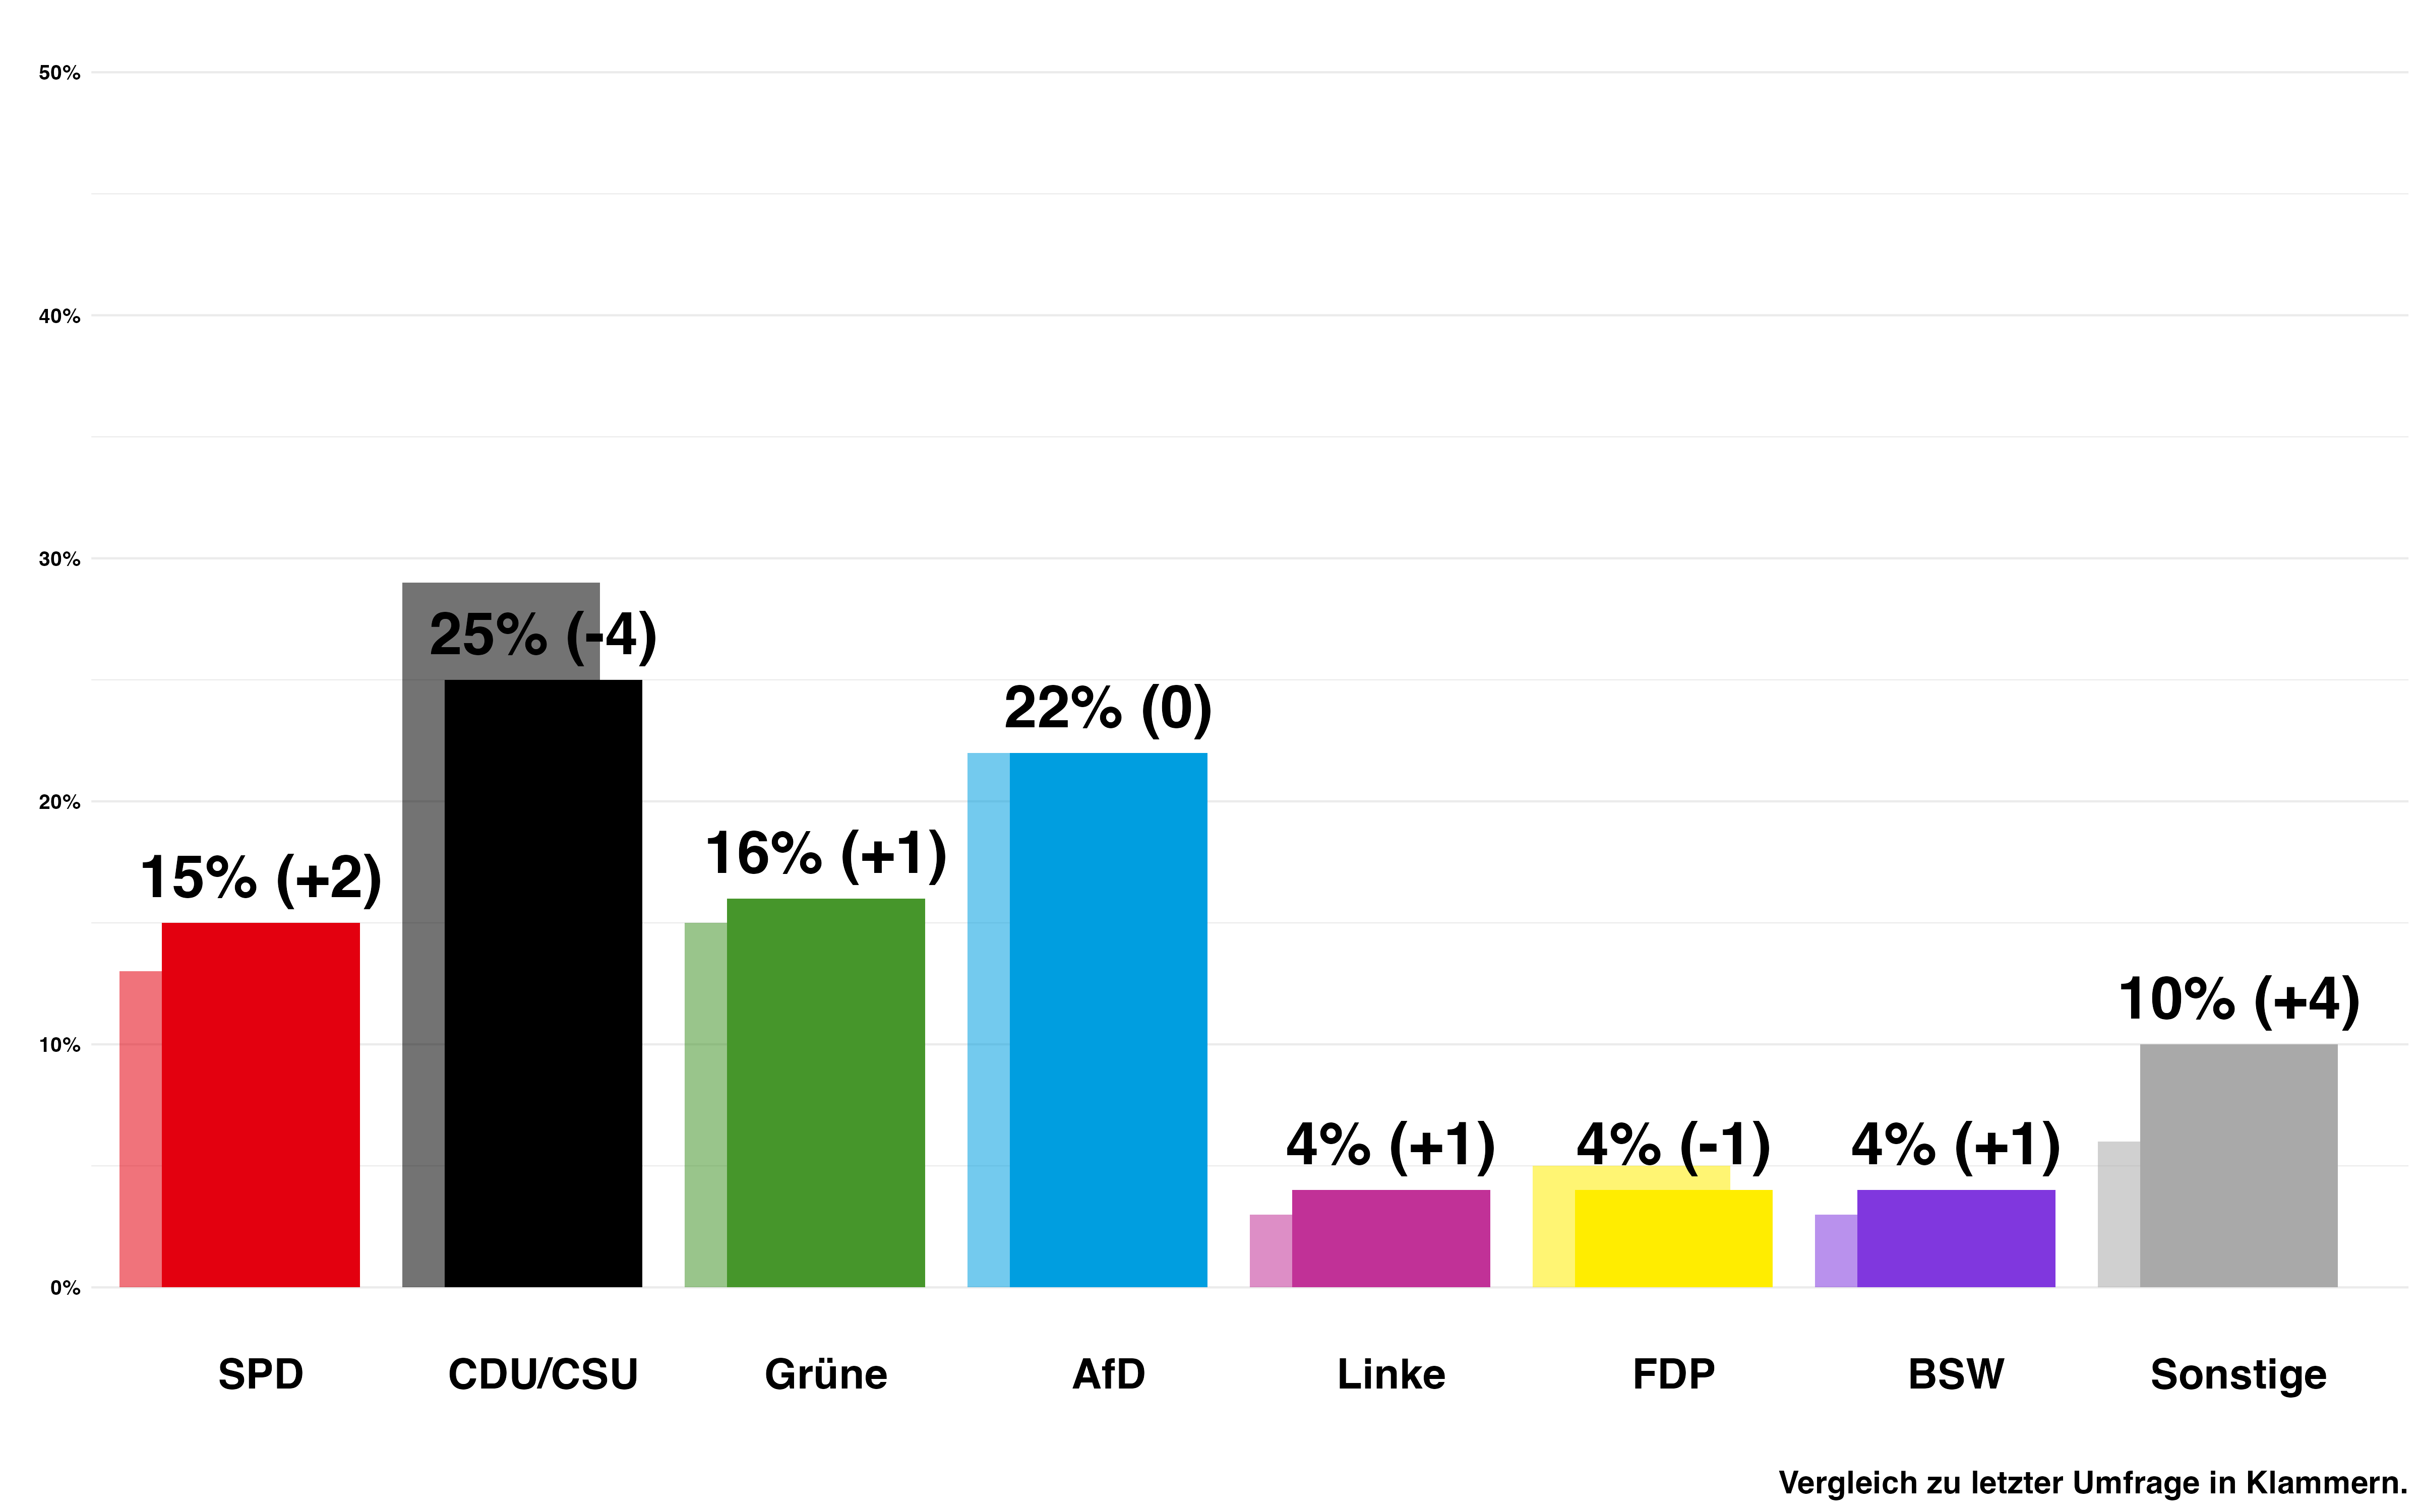 50%
40%
30%
20%
10%
0%
15% (+2)
25% (-4)
16% (+1)
22% (0)
4% (+1)
4% (-1)
4% (+1)
10% (+4)
SPD
CDU/CSU
Grüne
AfD
Linke
FDP
BSW
Sonstige
Vergleich zu letzter Umfrage in Klammern.